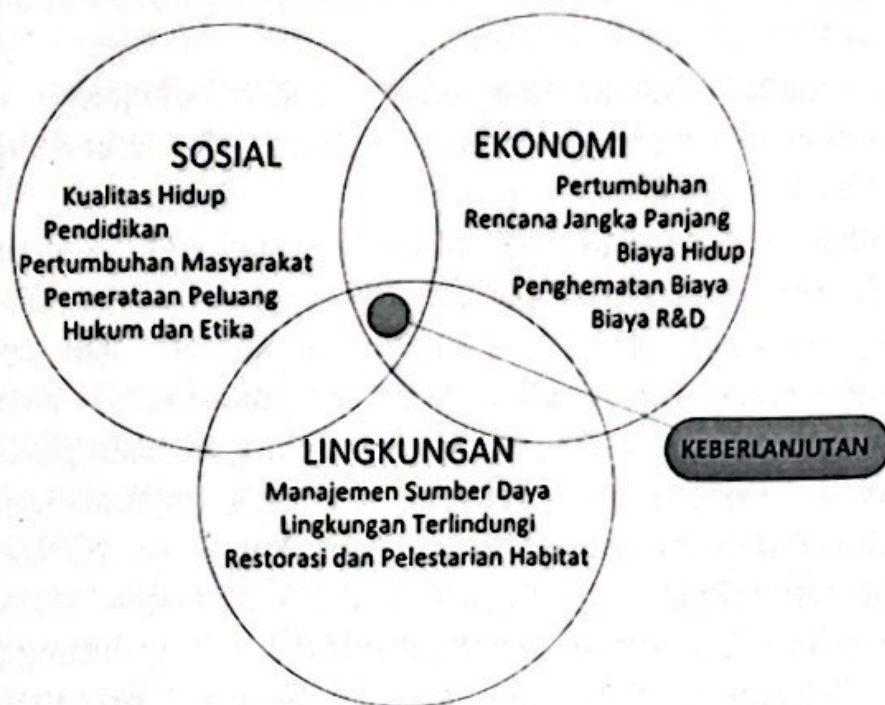 SOSIAL
Kualitas Hidup
Pendidikan
Pertumbuhan Masyarakat
Pemerataan Peluang
Hukum dan Etika
EKONOMI
Pertumbuhan
Rencana Jangka Panjang
Biaya Hidup
Penghematan Biaya
Biaya R&D
KEBERLANJUTAN
LINGKUNGAN
Manajemen Sumber Daya
Lingkungan Terlindungi
Restorasi dan Pelestarian Habitat